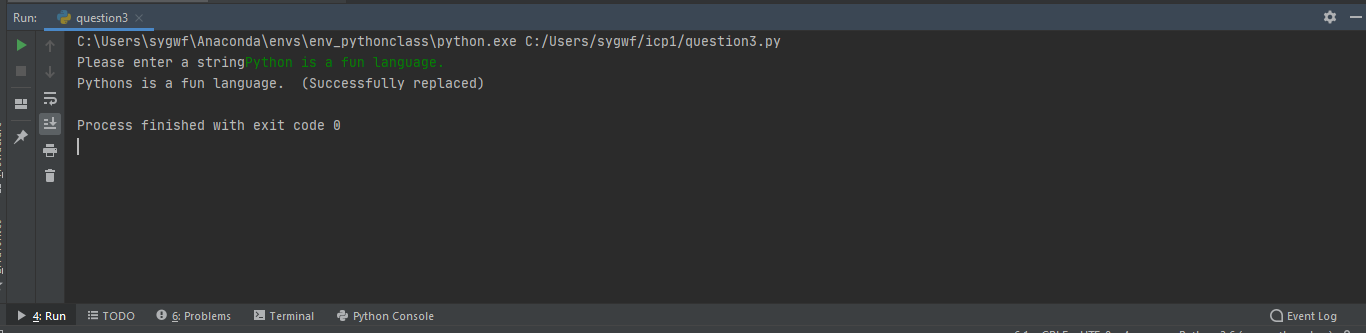 Run: question3
C:\Users\sygwf\Anaconda\envs\env_pythonclass\python.exe C:/Users/sygwf/icp1/question3.py
Please enter a stringPython is a fun language.
Pythons is a fun language.  (Successfully replaced)
Process finished with exit code 0
4: Run TODO 6: Problems Terminal Python Console Event Log